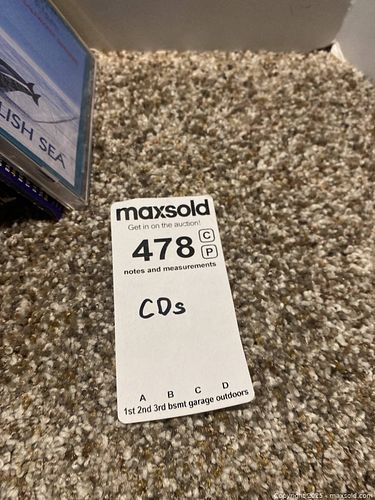 LISH SEA
maxsold
Get in on the auction!
478 C
P
notes and measurements
CDs
A B C D
1st 2nd 3rd bsmt garage outdoors
Copyright 2025 - maxsold.com